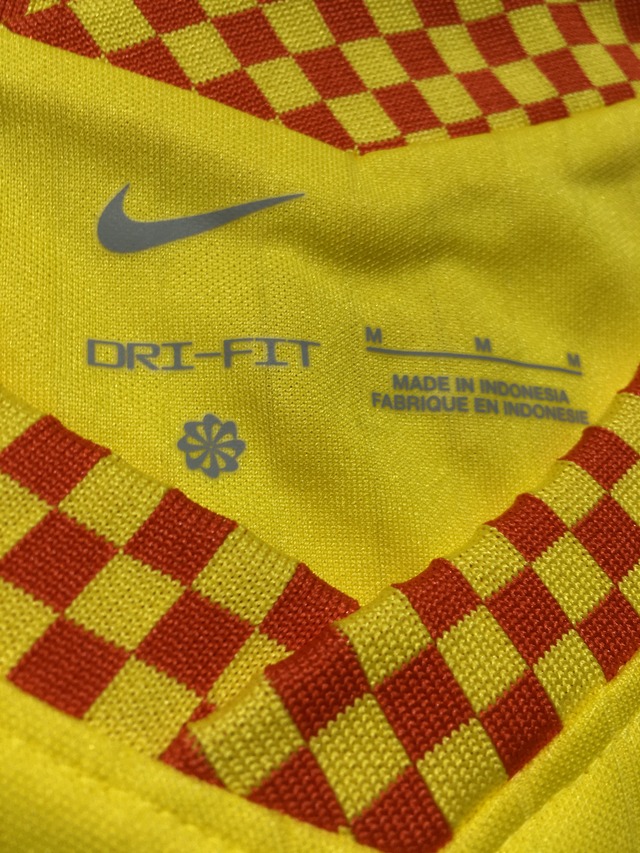 DRI-FIT
M M M
MADE IN INDONESIA
FABRIQUE EN INDONESIE